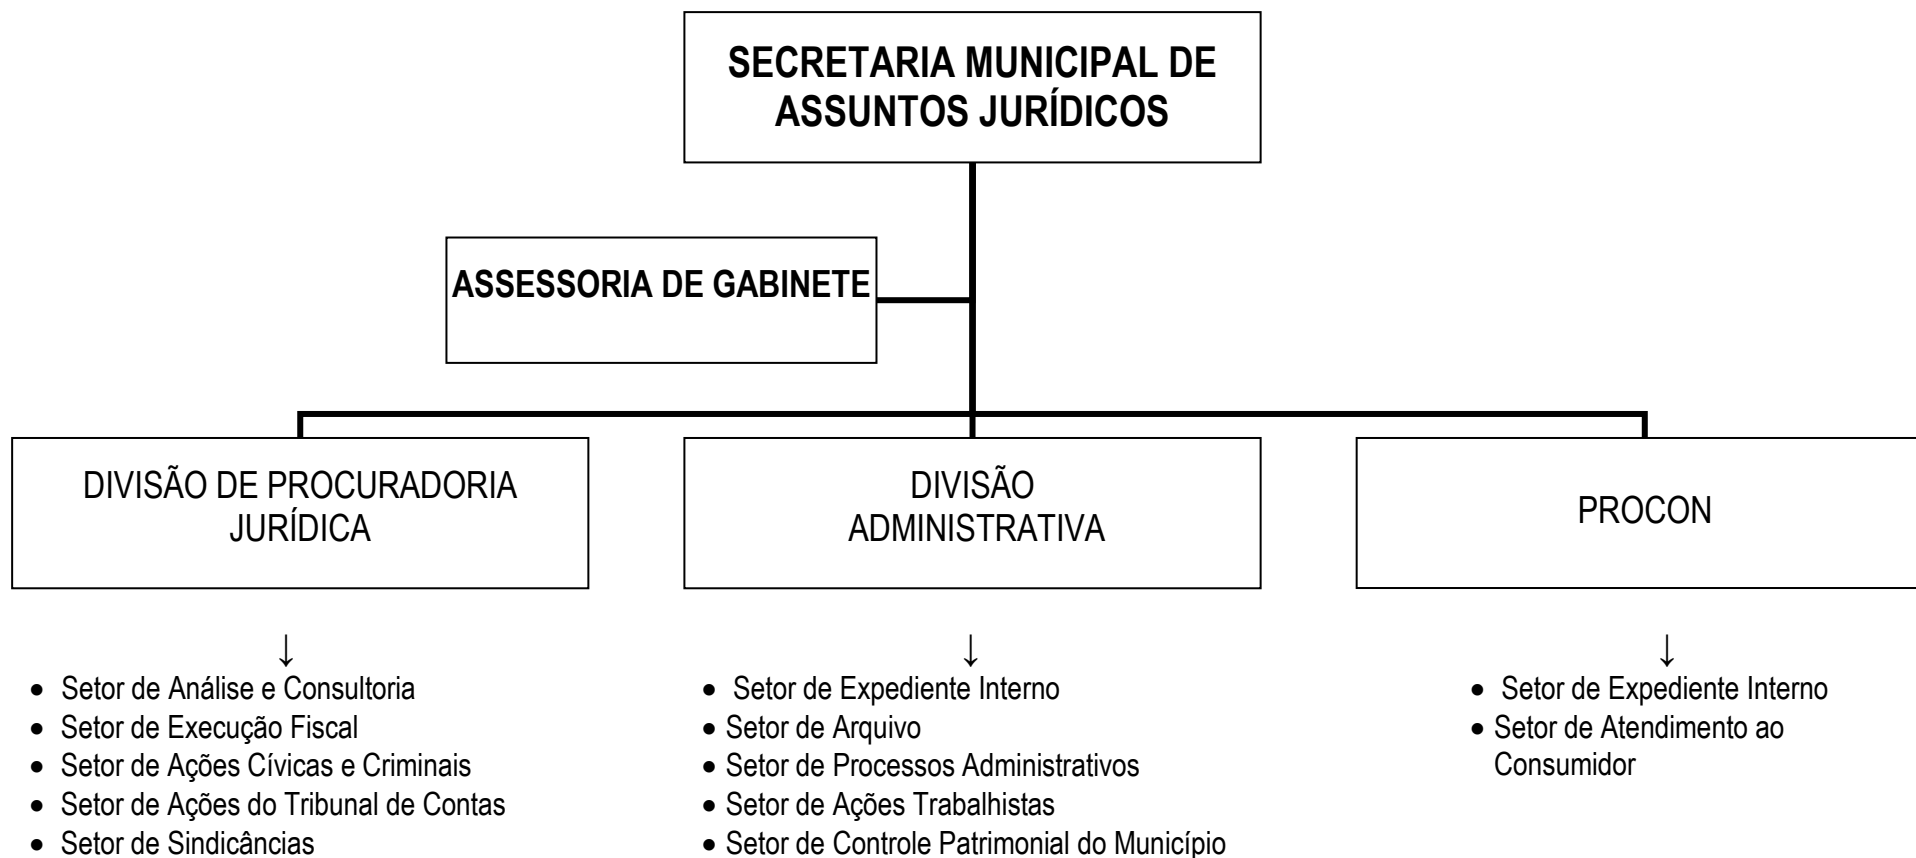 SECRETARIA MUNICIPAL DE
ASSUNTOS JURÍDICOS
ASSESSORIA DE GABINETE
DIVISÃO DE PROCURADORIA
JURÍDICA
DIVISÃO
ADMINISTRATIVA
PROCON
↓
• Setor de Análise e Consultoria
• Setor de Execução Fiscal
• Setor de Ações Cívicas e Criminais
• Setor de Ações do Tribunal de Contas
• Setor de Sindicâncias
↓
• Setor de Expediente Interno
• Setor de Arquivo
• Setor de Processos Administrativos
• Setor de Ações Trabalhistas
• Setor de Controle Patrimonial do Município
↓
• Setor de Expediente Interno
• Setor de Atendimento ao
Consumidor